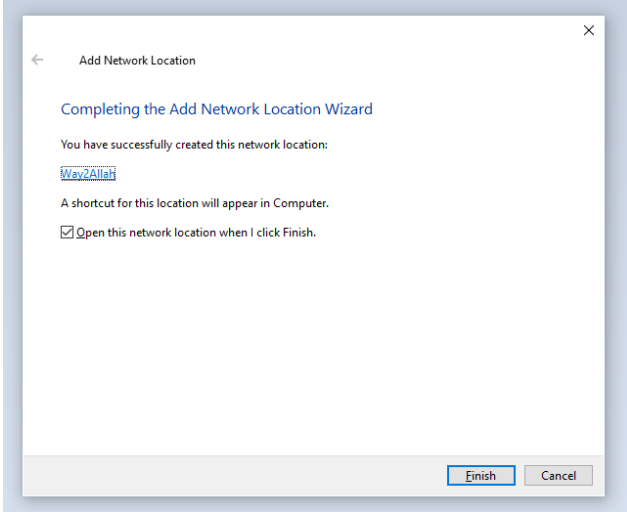 Add Network Location
Completing the Add Network Location Wizard
You have successfully created this network location:
Way2Allah
A shortcut for this location will appear in Computer.
Open this network location when I click Finish.
Finish
Cancel